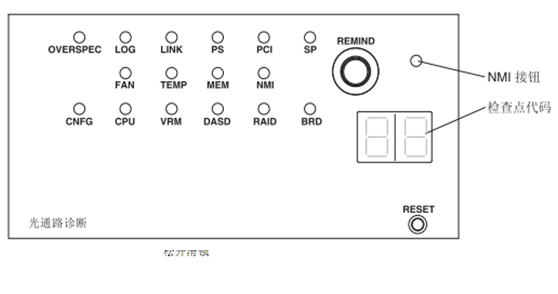 OVERSPEC LOG LINK PS PCI SP REMIND
FAN TEMP MEM NMI
NMI 按钮
检查点代码
CNFG CPU VRM DASD RAID BRD
RESET
光通路诊断